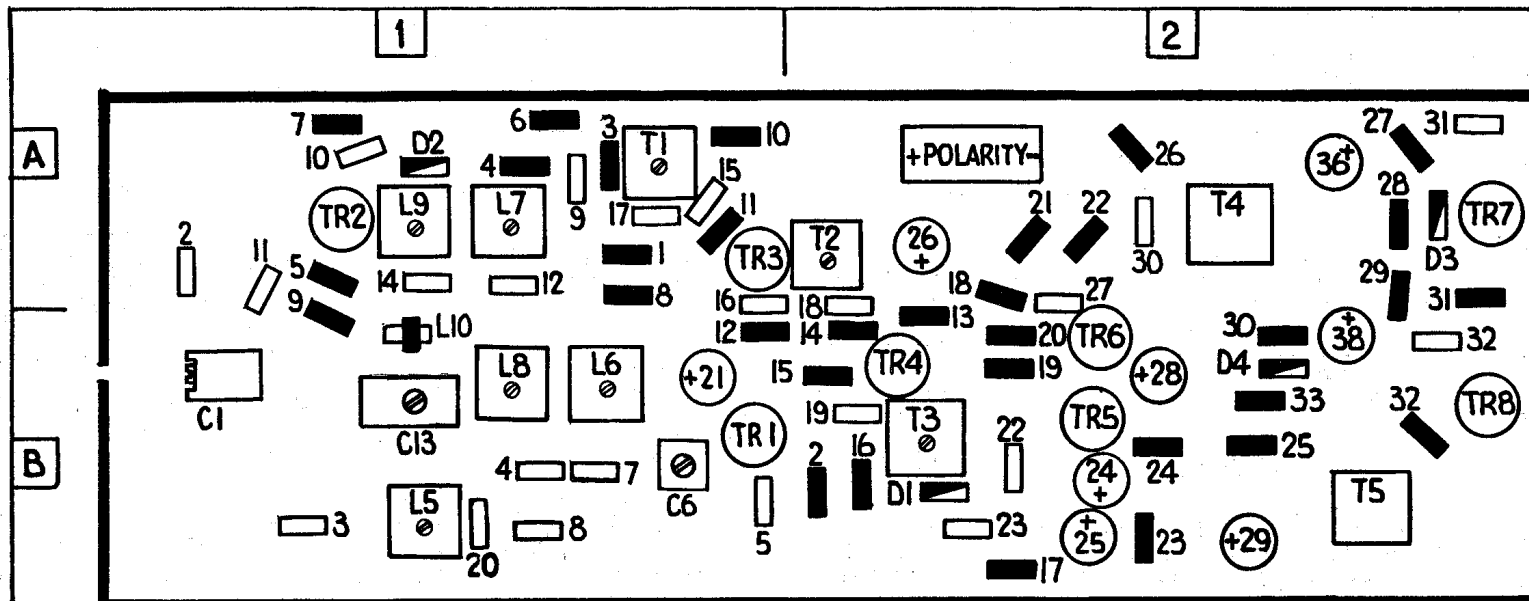 1
2
7
6
3
T1
10
+POLARITY-
26
36+
27
31
A
10
D2
4
9
15
17
11
21
22
T4
28
TR7
TR2
L9
L7
2
11
5
14
12
1
TR3
T2
26
+
30
D3
9
8
16
18
18
27
29
31
L10
12
14
13
20
TR6
30
+
38
32
C1
L8
L6
+21
15
TR4
19
+28
D4
33
TR8
C13
19
T3
22
TR5
32
B
TR1
4
7
C6
2
16
D1
24
+
24
25
T5
3
L5
20
8
5
23
+
25
23
+29
17